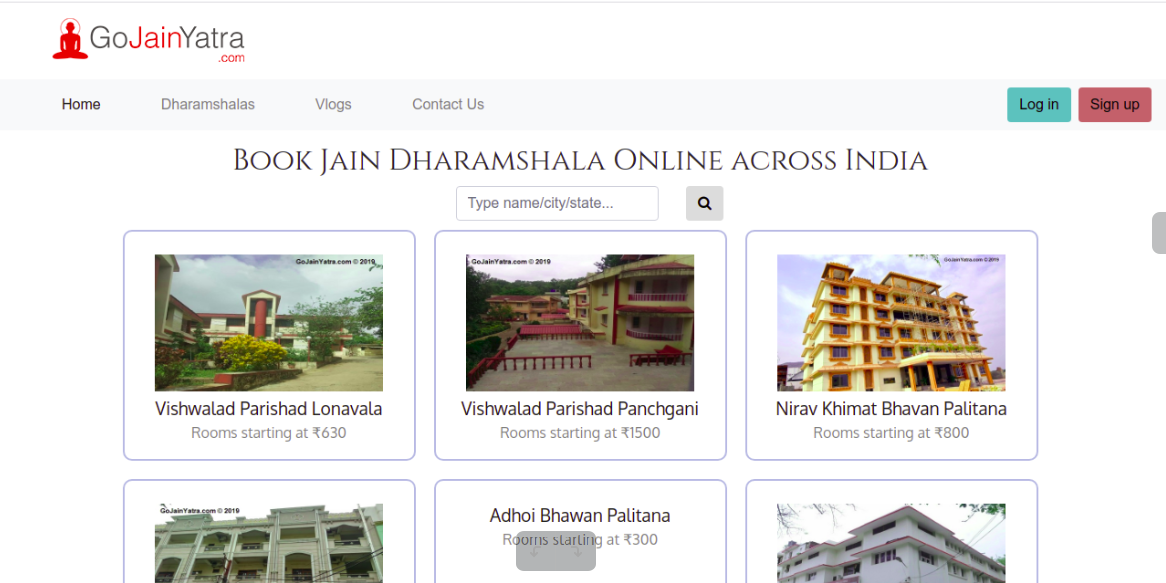 GoJainYatra
.com
Home Dharamshalas Vlogs Contact Us Log in Sign up
Book Jain Dharamshala Online across India
Type name/city/state...
GoJainYatra.com © 2019 GoJainYatra.com © 2019 GoJainYatra.com © 2019
Vishwalad Parishad Lonavala Vishwalad Parishad Panchgani Nirav Khimat Bhavan Palitana
Rooms starting at ₹630 Rooms starting at ₹1500 Rooms starting at ₹800
GoJainYatra.com © 2019
Adhoi Bhawan Palitana
Rooms starting at ₹300